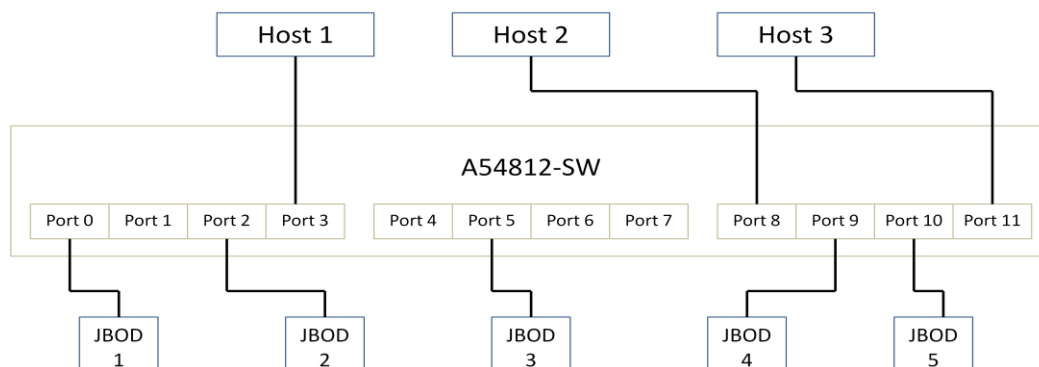 Host 1 Host 2 Host 3
A54812-SW
Port 0 Port 1 Port 2 Port 3 Port 4 Port 5 Port 6 Port 7 Port 8 Port 9 Port 10 Port 11
JBOD JBOD JBOD JBOD JBOD
1 2 3 4 5